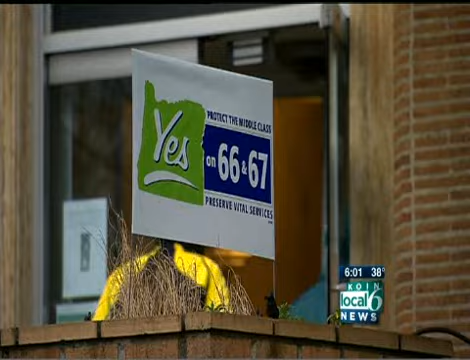 PROTECT THE MIDDLE CLASS
Yes
on 66 & 67
PRESERVE VITAL SERVICES
6:01 38°
KOIN
local 6
NEWS